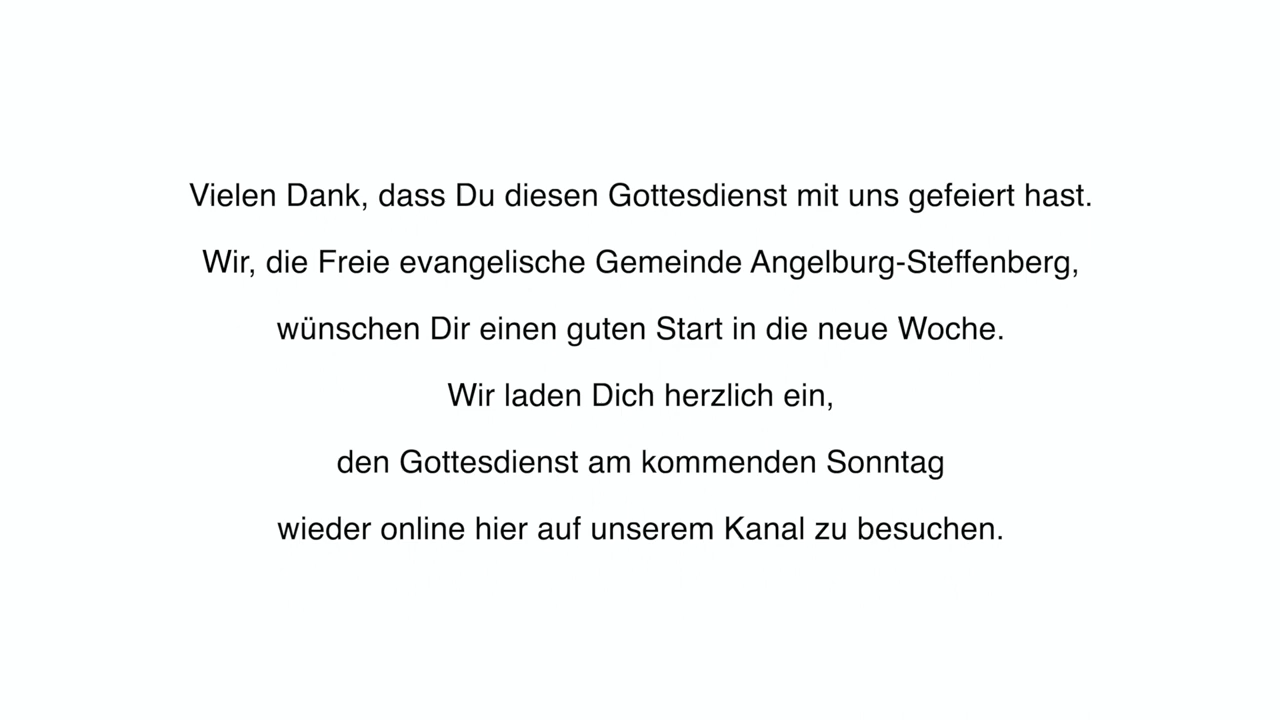 Vielen Dank, dass Du diesen Gottesdienst mit uns gefeiert hast.
Wir, die Freie evangelische Gemeinde Angelburg-Steffenberg,
wünschen Dir einen guten Start in die neue Woche.
Wir laden Dich herzlich ein,
den Gottesdienst am kommenden Sonntag
wieder online hier auf unserem Kanal zu besuchen.